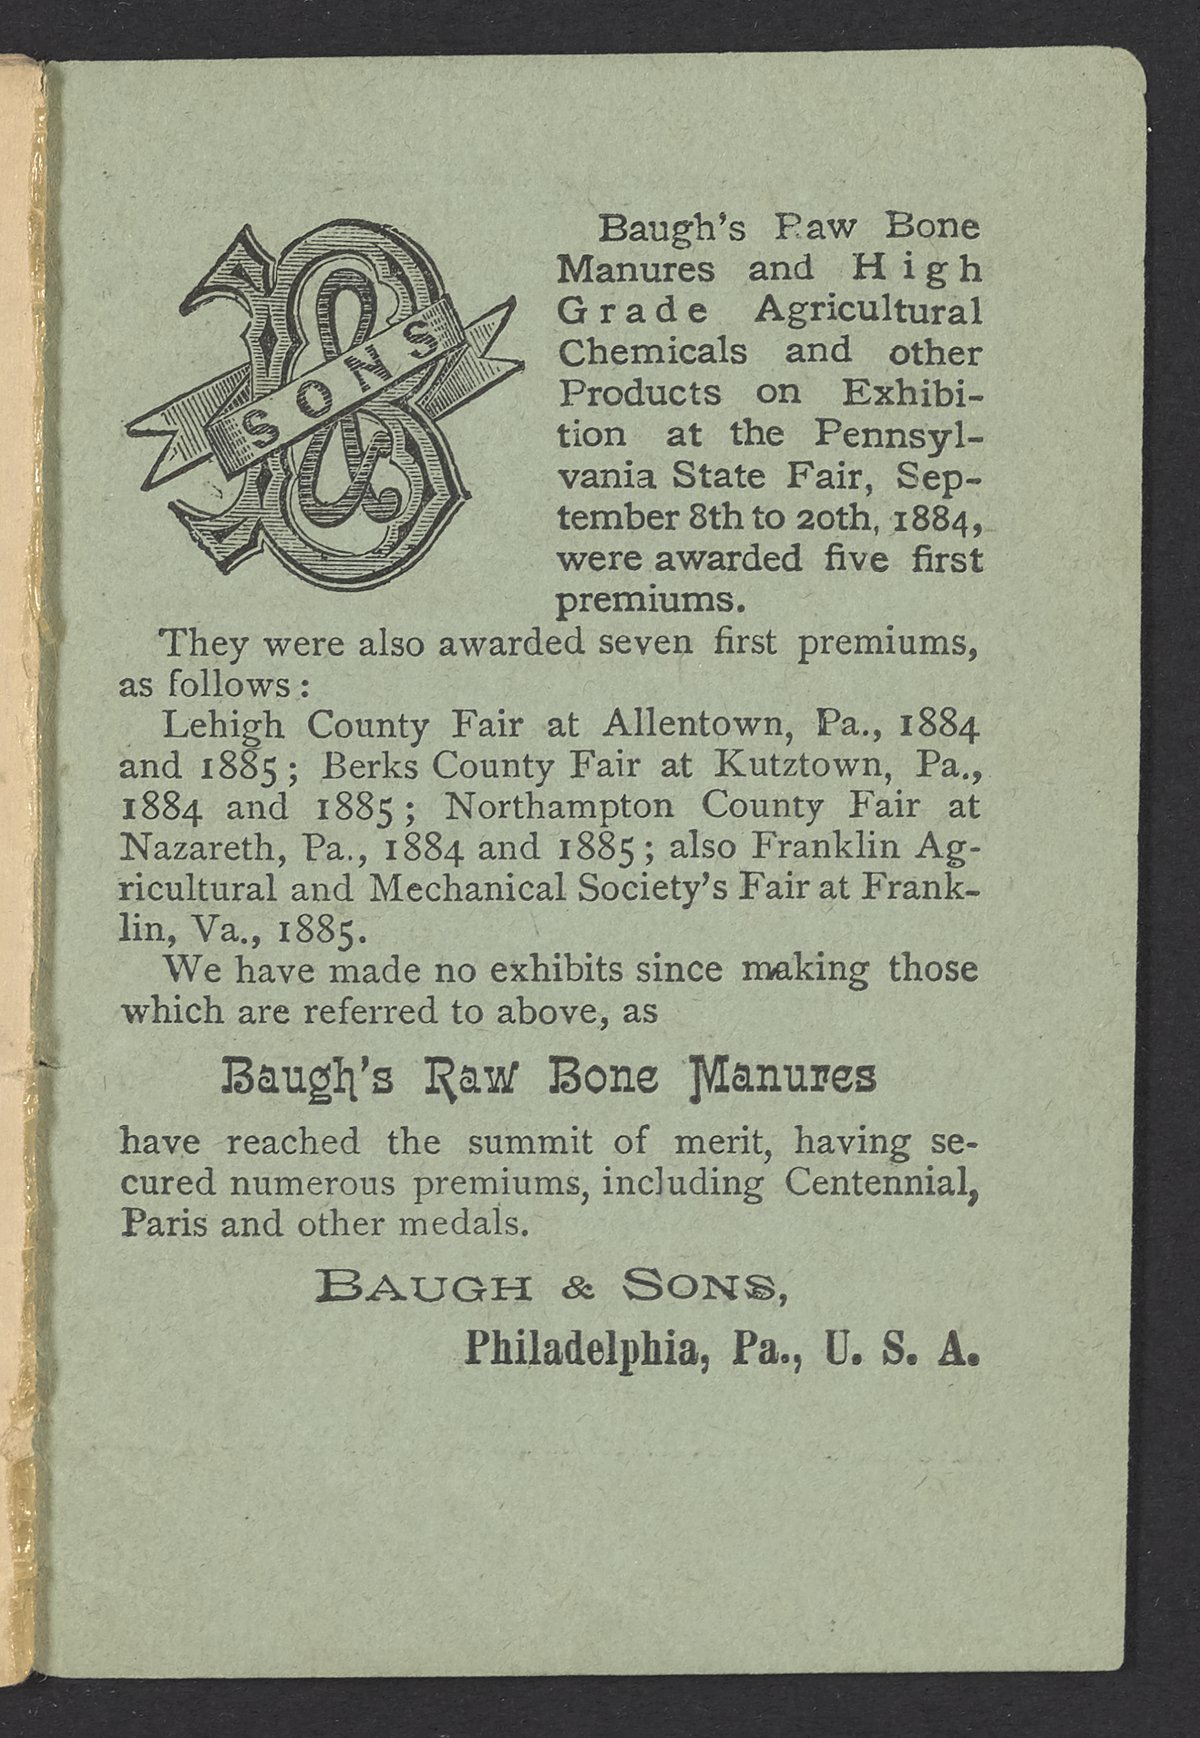 B & SONS
Baugh's Raw Bone
Manures and High
Grade Agricultural
Chemicals and other
Products on Exhibi-
tion at the Pennsyl-
vania State Fair, Sep-
tember 8th to 20th, 1884,
were awarded five first
premiums.
They were also awarded seven first premiums,
as follows:
Lehigh County Fair at Allentown, Pa., 1884
and 1885; Berks County Fair at Kutztown, Pa.,
1884 and 1885; Northampton County Fair at
Nazareth, Pa., 1884 and 1885; also Franklin Ag-
ricultural and Mechanical Society's Fair at Frank-
lin, Va., 1885.
We have made no exhibits since making those
which are referred to above, as
Baugh's Raw Bone Manures
have reached the summit of merit, having se-
cured numerous premiums, including Centennial,
Paris and other medals.
BAUGH & SONS,
Philadelphia, Pa., U. S. A.